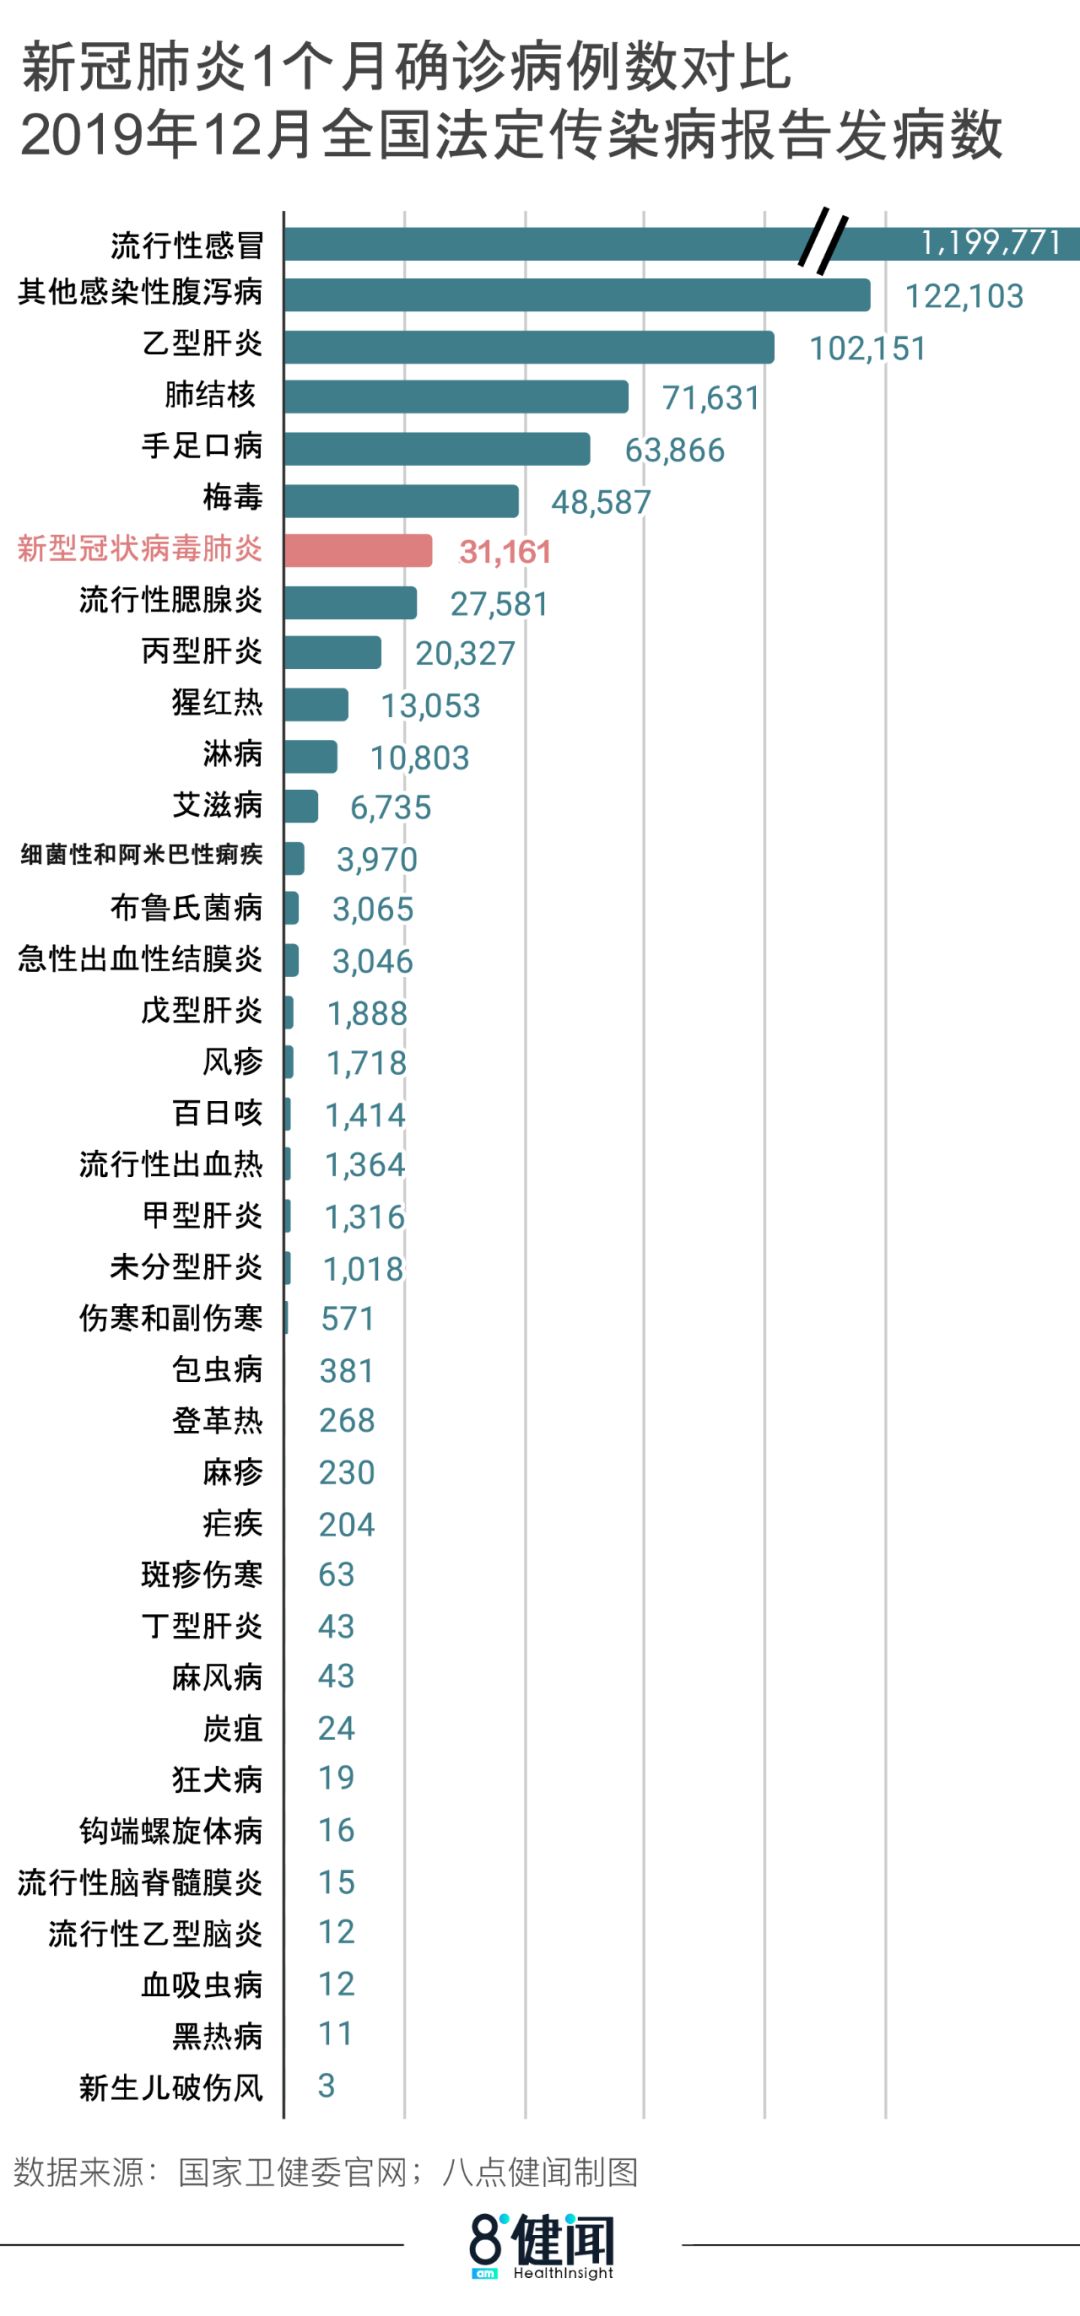 新冠肺炎1个月确诊病例数对比
2019年12月全国法定传染病报告发病数
流行性感冒 1,199,771
其他感染性腹泻病 122,103
乙型肝炎 102,151
肺结核 71,631
手足口病 63,866
梅毒 48,587
新型冠状病毒肺炎 31,161
流行性腮腺炎 27,581
丙型肝炎 20,327
猩红热 13,053
淋病 10,803
艾滋病 6,735
细菌性和阿米巴性痢疾 3,970
布鲁氏菌病 3,065
急性出血性结膜炎 3,046
戊型肝炎 1,888
风疹 1,718
百日咳 1,414
流行性出血热 1,364
甲型肝炎 1,316
未分型肝炎 1,018
伤寒和副伤寒 571
包虫病 381
登革热 268
麻疹 230
疟疾 204
斑疹伤寒 63
丁型肝炎 43
麻风病 43
炭疽 24
狂犬病 19
钩端螺旋体病 16
流行性脑脊髓膜炎 15
流行性乙型脑炎 12
血吸虫病 12
黑热病 11
新生儿破伤风 3
数据来源：国家卫健委官网；八点健闻制图
8°健闻
am HealthInsight